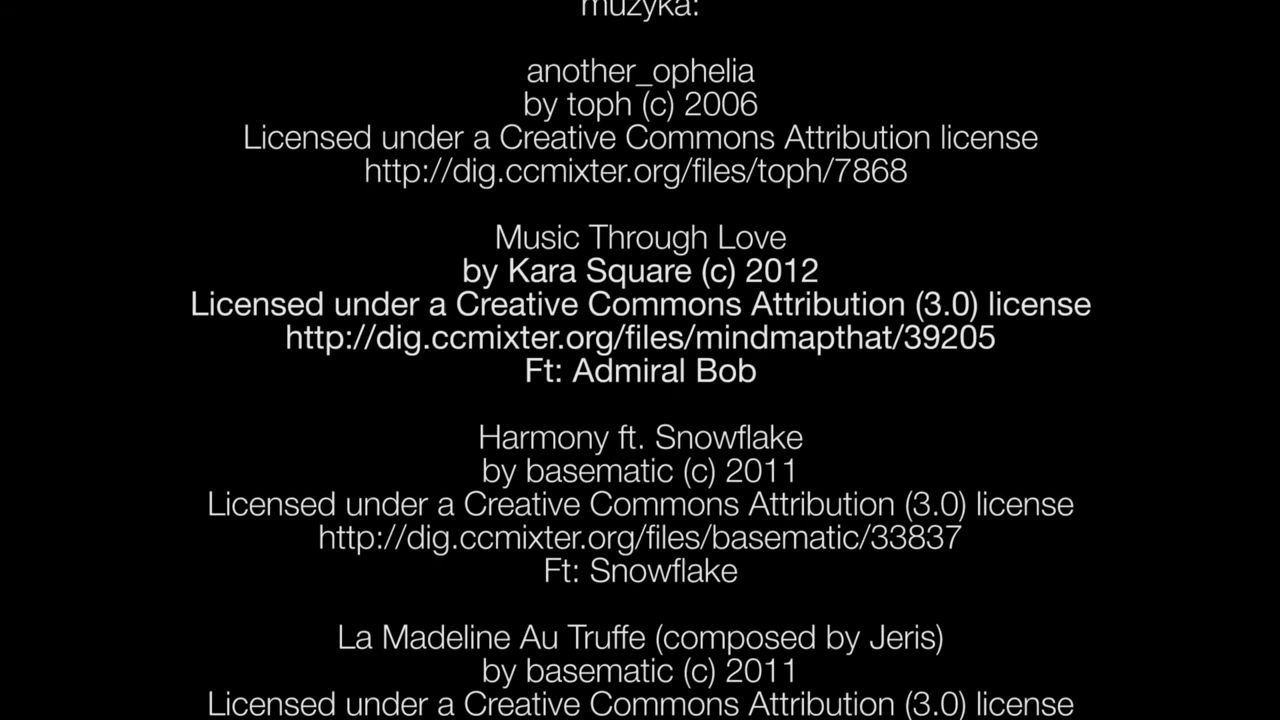 muzyka:
another_ophelia
by toph (c) 2006
Licensed under a Creative Commons Attribution license
http://dig.ccmixter.org/files/toph/7868
Music Through Love
by Kara Square (c) 2012
Licensed under a Creative Commons Attribution (3.0) license
http://dig.ccmixter.org/files/mindmapthat/39205
Ft: Admiral Bob
Harmony ft. Snowflake
by basematic (c) 2011
Licensed under a Creative Commons Attribution (3.0) license
http://dig.ccmixter.org/files/basematic/33837
Ft: Snowflake
La Madeline Au Truffe (composed by Jeris)
by basematic (c) 2011
Licensed under a Creative Commons Attribution (3.0) license